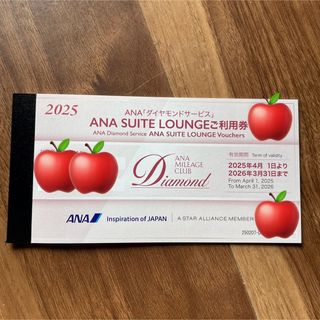 2025
ANA「ダイヤモンドサービス」
ANA SUITE LOUNGEご利用券
ANA Diamond Service ANA SUITE LOUNGE Vouchers
ANA
MILEAGE
CLUB
Diamond
有効期間 Term of validity
2025年4月 1日より
2026年3月31日まで
From April 1, 2025
To March 31, 2026
ANA Inspiration of JAPAN A STAR ALLIANCE MEMBER
250201-